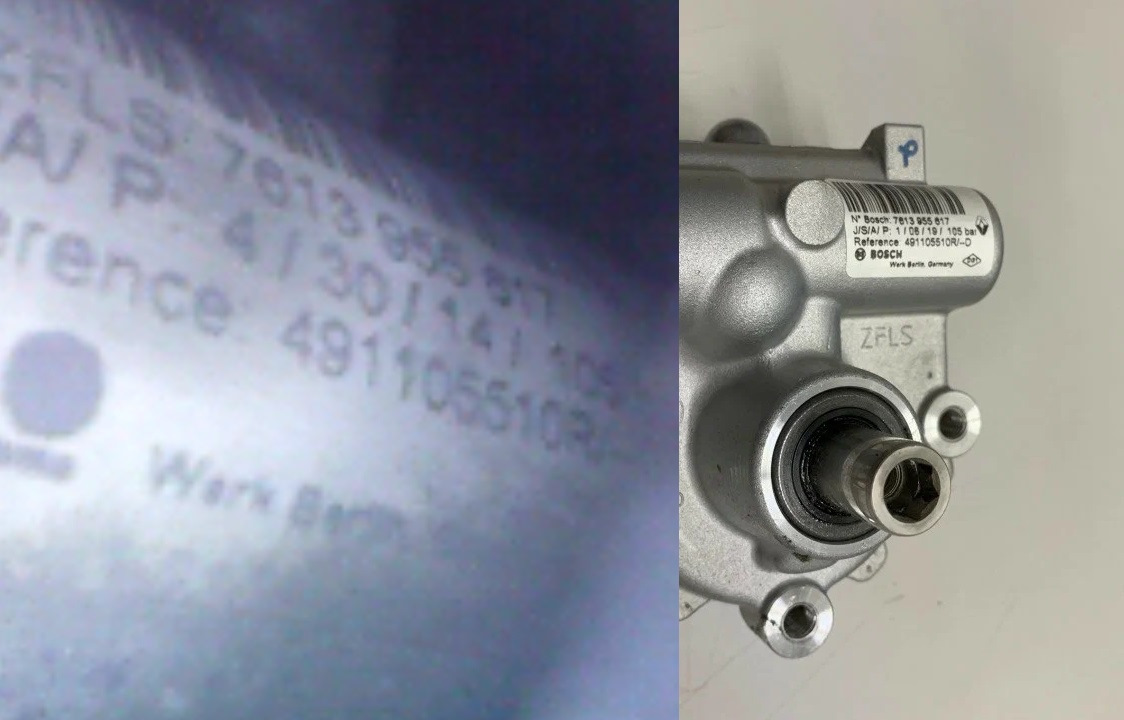 FLS: 7613 955 617
A/ P: 4 / 30 / 14 / 105
erence 491105510R/-
Werk Berlin
P
N° Bosch: 7613 955 617
J/S/A/ P: 1 / 08 / 19 / 105 bar
Reference 491105510R/--D
BOSCH
Werk Berlin, Germany
ZFLS